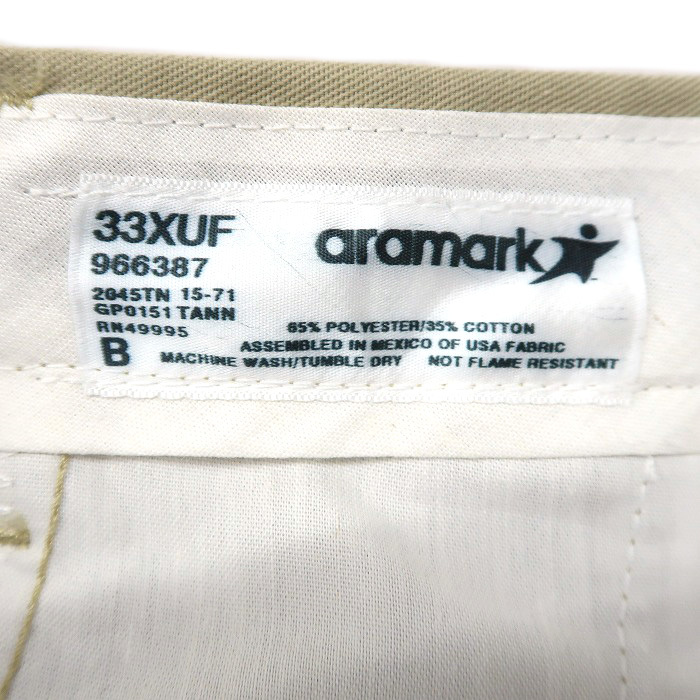 33XUF
966387
aramark
2045TN 15-71
GP0151 TANN
RN49995
65% POLYESTER/35% COTTON
ASSEMBLED IN MEXICO OF USA FABRIC
B MACHINE WASH/TUMBLE DRY NOT FLAME RESISTANT